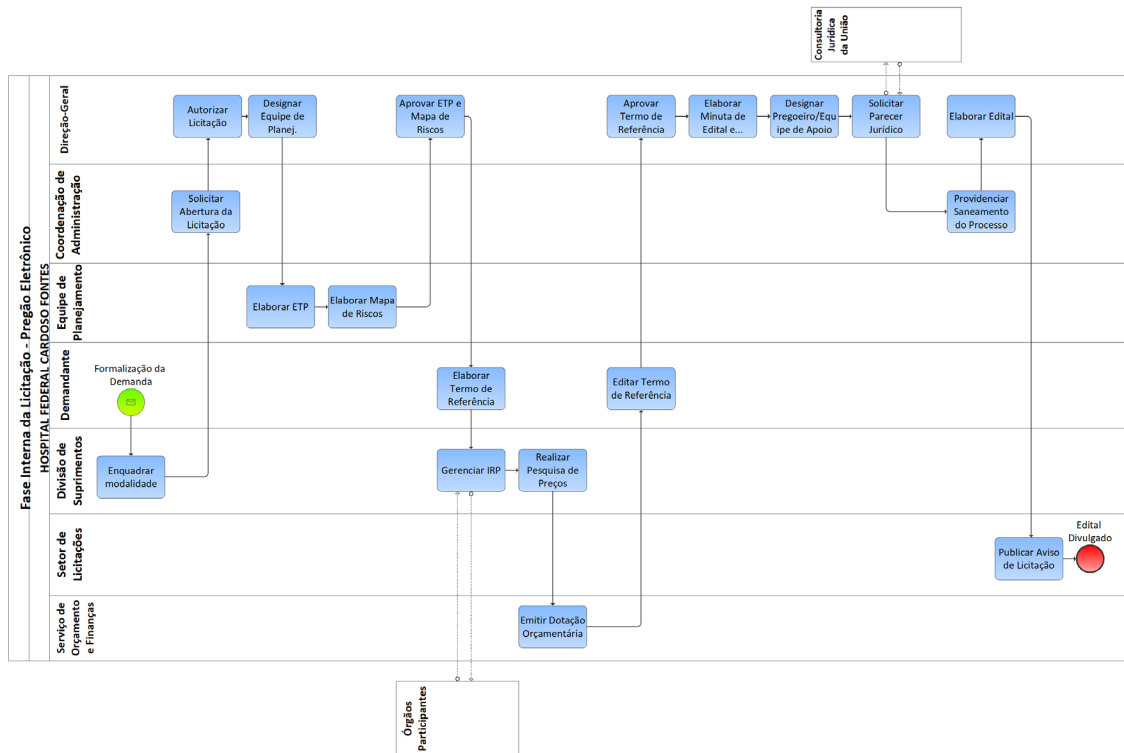 Consultoria
Jurídica
da União
Fase Interna da Licitação - Pregão Eletrônico
HOSPITAL FEDERAL CARDOSO FONTES
Direção-Geral
Autorizar
Licitação
Designar
Equipe de
Planej.
Aprovar ETP e
Mapa de
Riscos
Aprovar
Termo de
Referência
Elaborar
Minuta de
Edital e...
Designar
Pregoeiro/Equ
ipe de Apoio
Solicitar
Parecer
Jurídico
Elaborar Edital
Coordenação de
Administração
Solicitar
Abertura da
Licitação
Providenciar
Saneamento
do Processo
Equipe de
Planejamento
Elaborar ETP
Elaborar Mapa
de Riscos
Demandante
Formalização da
Demanda
Elaborar
Termo de
Referência
Editar Termo
de Referência
Divisão de
Suprimentos
Enquadrar
modalidade
Gerenciar IRP
Realizar
Pesquisa de
Preços
Setor de
Licitações
Publicar Aviso
de Licitação
Edital
Divulgado
Serviço de
Orçamento
e Finanças
Emitir Dotação
Orçamentária
Órgãos
Participantes